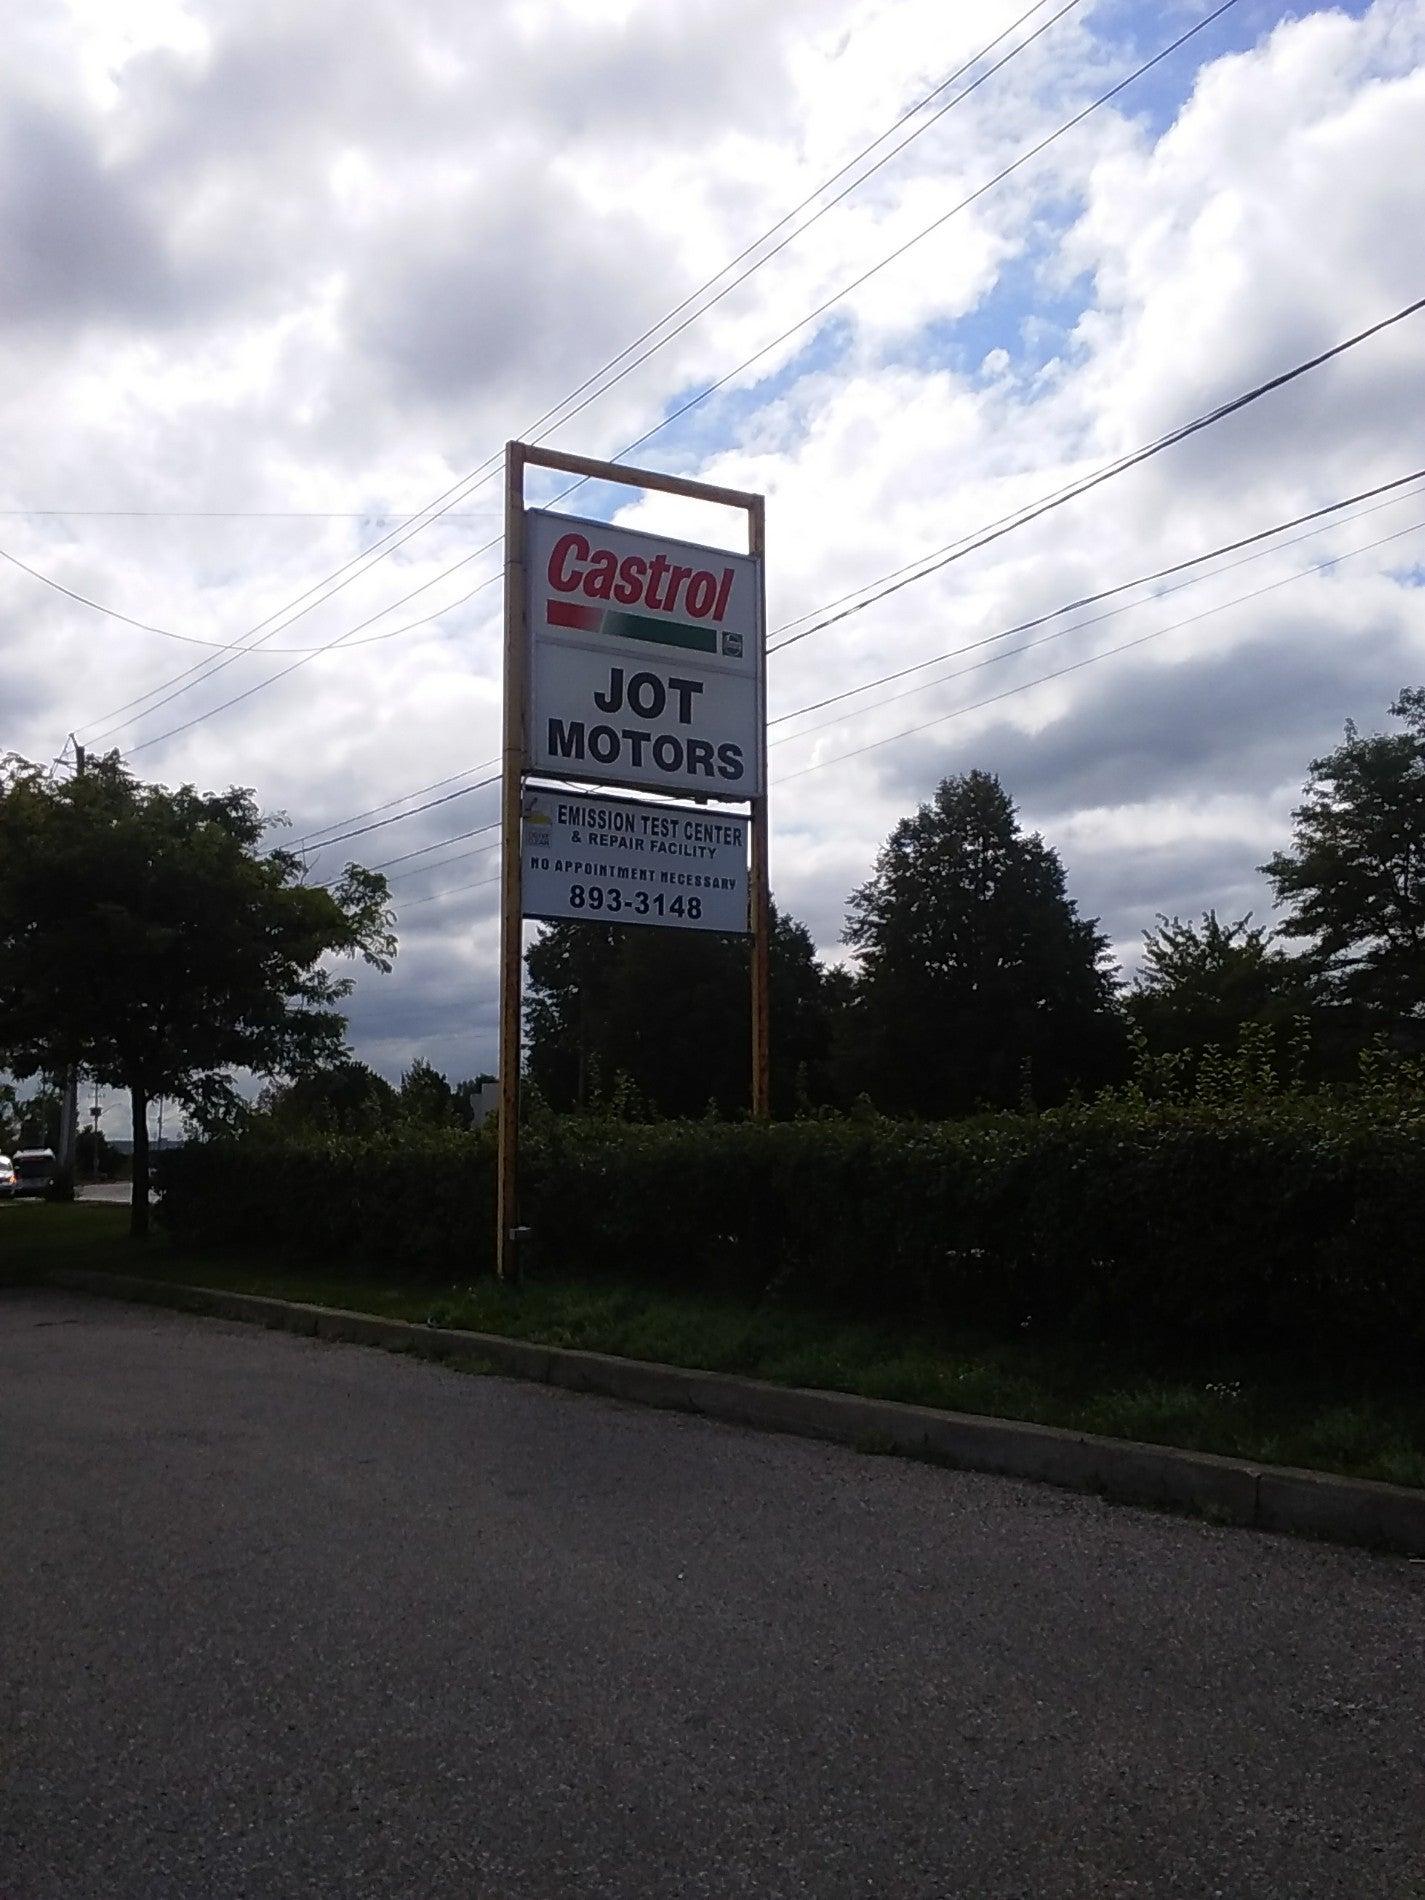 Castrol
JOT
MOTORS
EMISSION TEST CENTER
& REPAIR FACILITY
NO APPOINTMENT NECESSARY
893-3148